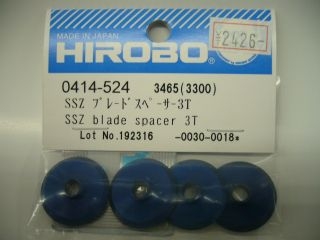 MADE IN JAPAN
HIROBO
¥2426-
0414-524 3465(3300)
SSZ ブレードスペーサー3T
SSZ blade spacer 3T
Lot No.192316 -0030-0018*